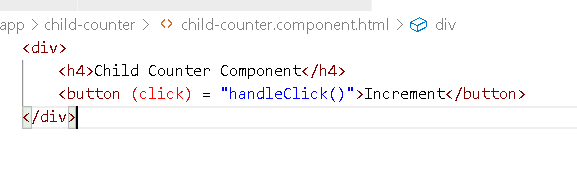 app > child-counter > <> child-counter.component.html > div
<div>
<h4>Child Counter Component</h4>
<button (click) = "handleClick()">Increment</button>
</div>